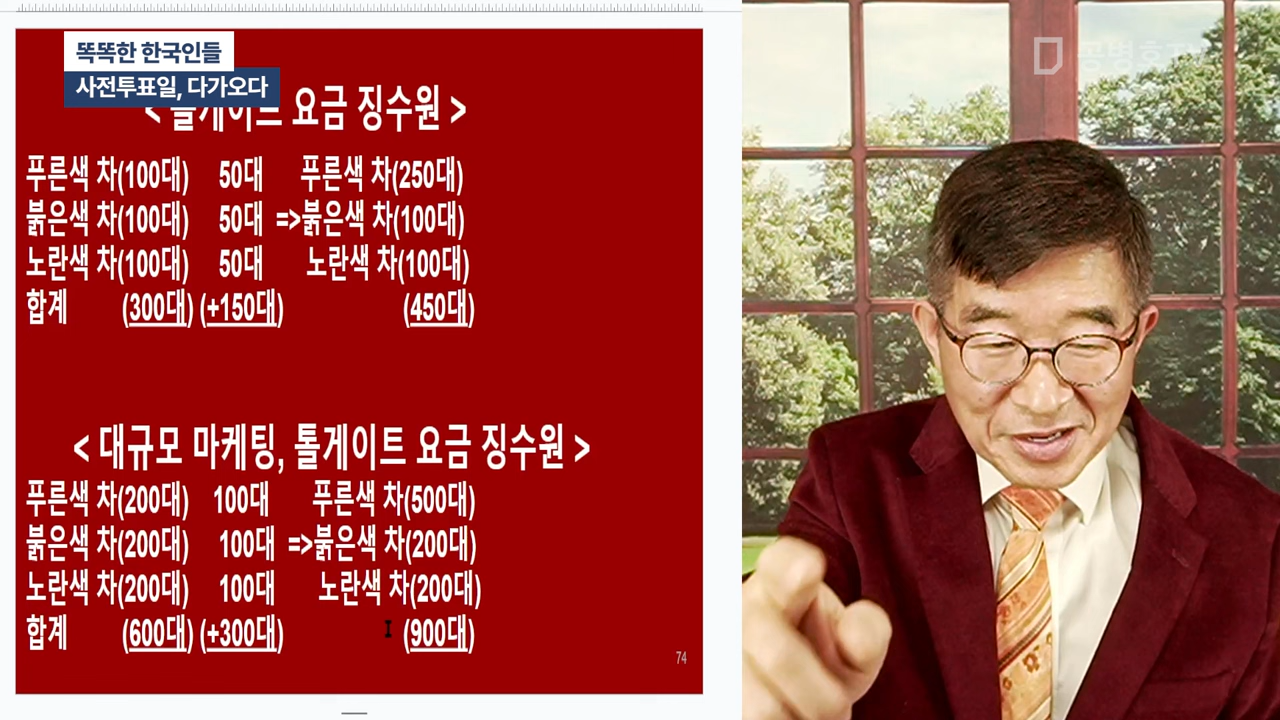 똑똑한 한국인들
사전투표일, 다가오다
< 톨게이트 요금 징수원 >
푸른색 차(100대) 50대 푸른색 차(250대)
붉은색 차(100대) 50대 =>붉은색 차(100대)
노란색 차(100대) 50대 노란색 차(100대)
합계 (300대) (+150대) (450대)
< 대규모 마케팅, 톨게이트 요금 징수원 >
푸른색 차(200대) 100대 푸른색 차(500대)
붉은색 차(200대) 100대 =>붉은색 차(200대)
노란색 차(200대) 100대 노란색 차(200대)
합계 (600대) (+300대) (900대)
74